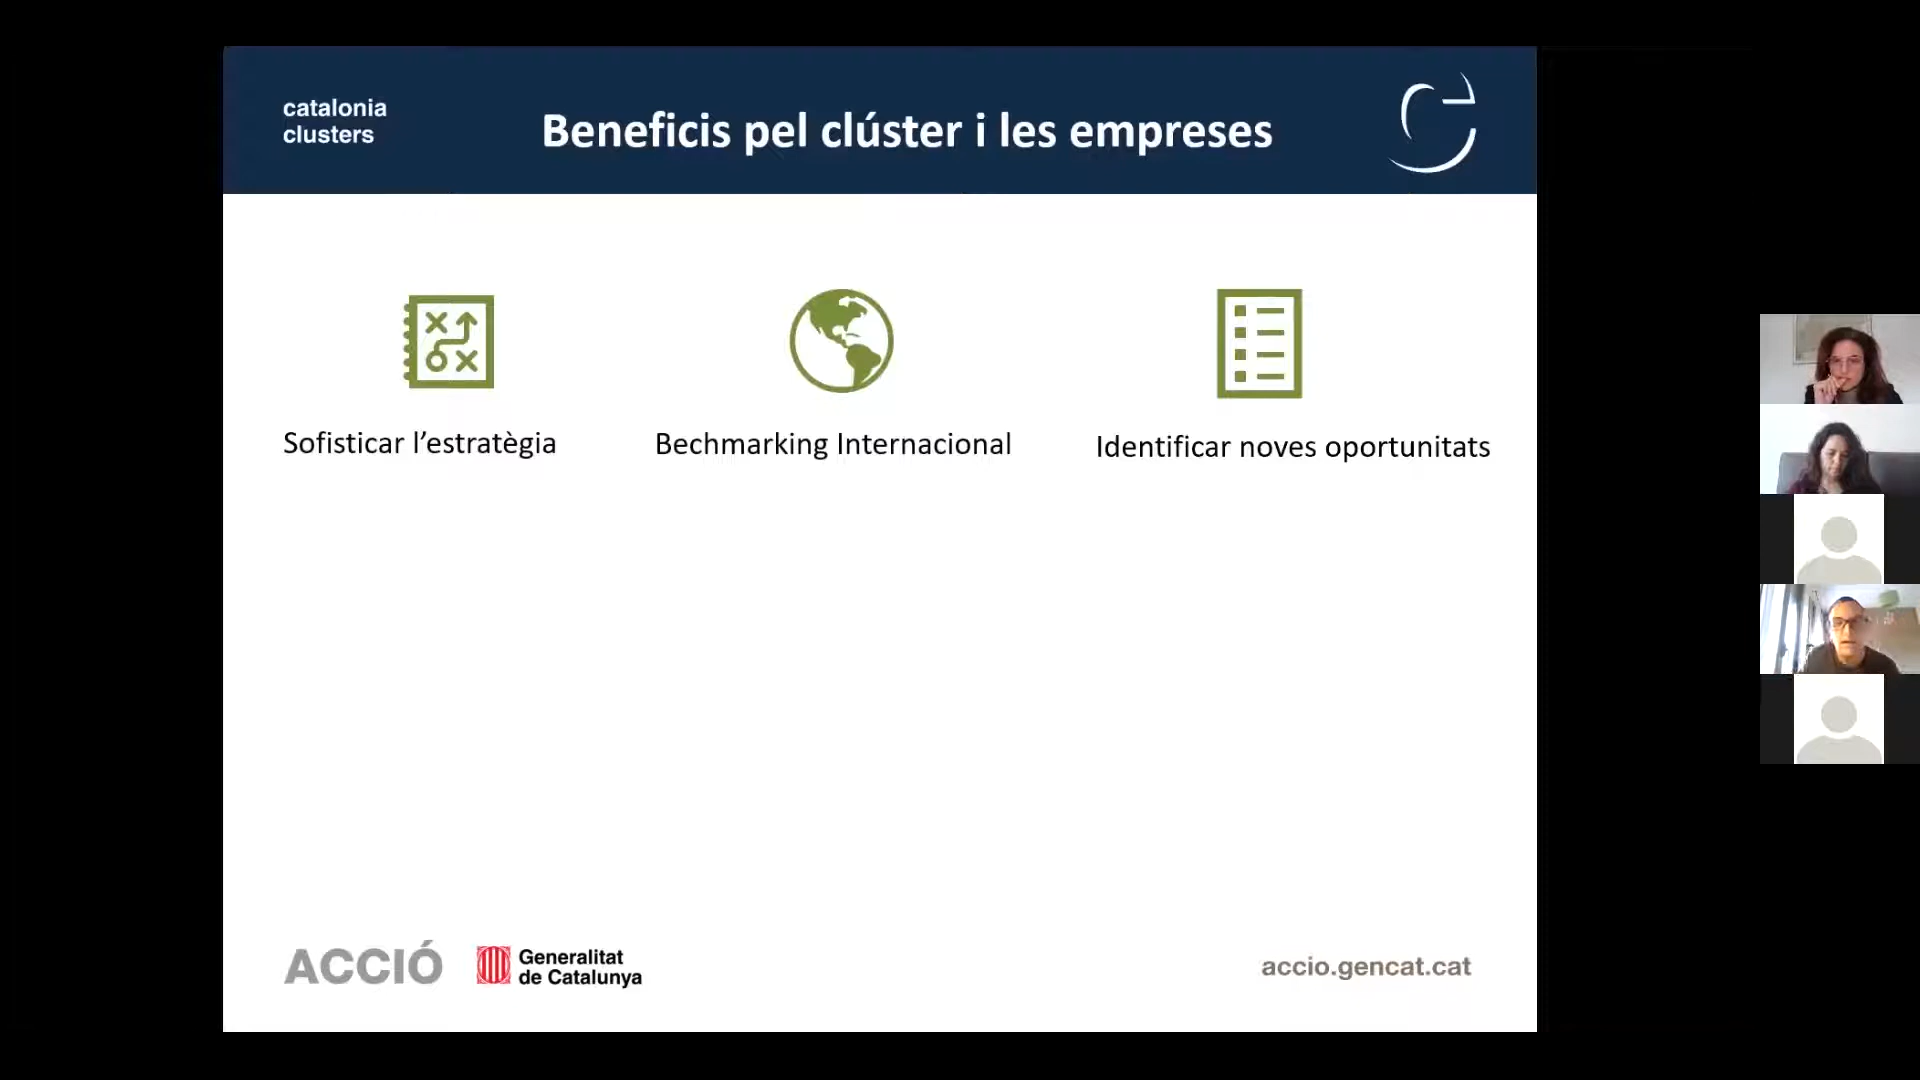 catalonia
clusters
Beneficis pel clúster i les empreses
Sofisticar l’estratègia
Bechmarking Internacional
Identificar noves oportunitats
ACCIÓ
Generalitat
de Catalunya
accio.gencat.cat